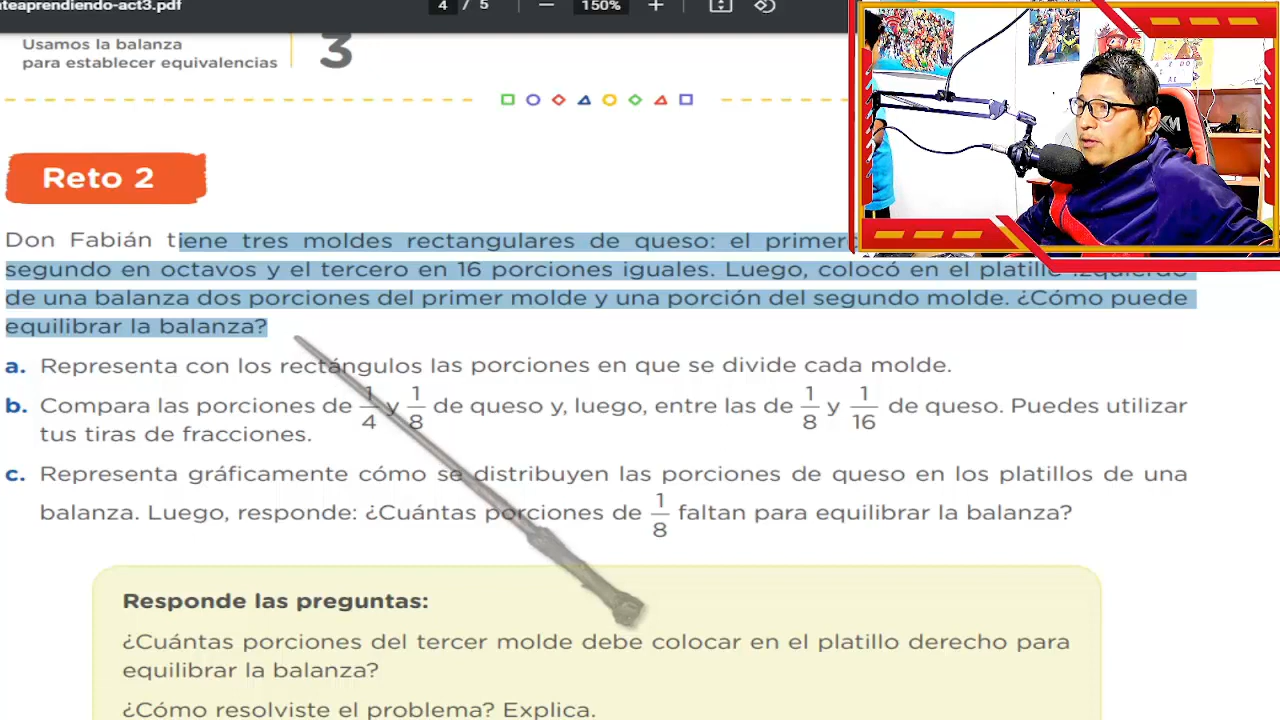 nteaprendiendo-act3.pdf
4 / 5
150%
Usamos la balanza
para establecer equivalencias
3
Reto 2
Don Fabián tiene tres moldes rectangulares de queso: el primero
segundo en octavos y el tercero en 16 porciones iguales. Luego, colocó en el platillo izquierdo
de una balanza dos porciones del primer molde y una porción del segundo molde. ¿Cómo puede
equilibrar la balanza?
a. Representa con los rectángulos las porciones en que se divide cada molde.
b. Compara las porciones de 1/4 y 1/8 de queso y, luego, entre las de 1/8 y 1/16 de queso. Puedes utilizar
tus tiras de fracciones.
c. Representa gráficamente cómo se distribuyen las porciones de queso en los platillos de una
balanza. Luego, responde: ¿Cuántas porciones de 1/8 faltan para equilibrar la balanza?
Responde las preguntas:
¿Cuántas porciones del tercer molde debe colocar en el platillo derecho para
equilibrar la balanza?
¿Cómo resolviste el problema? Explica.